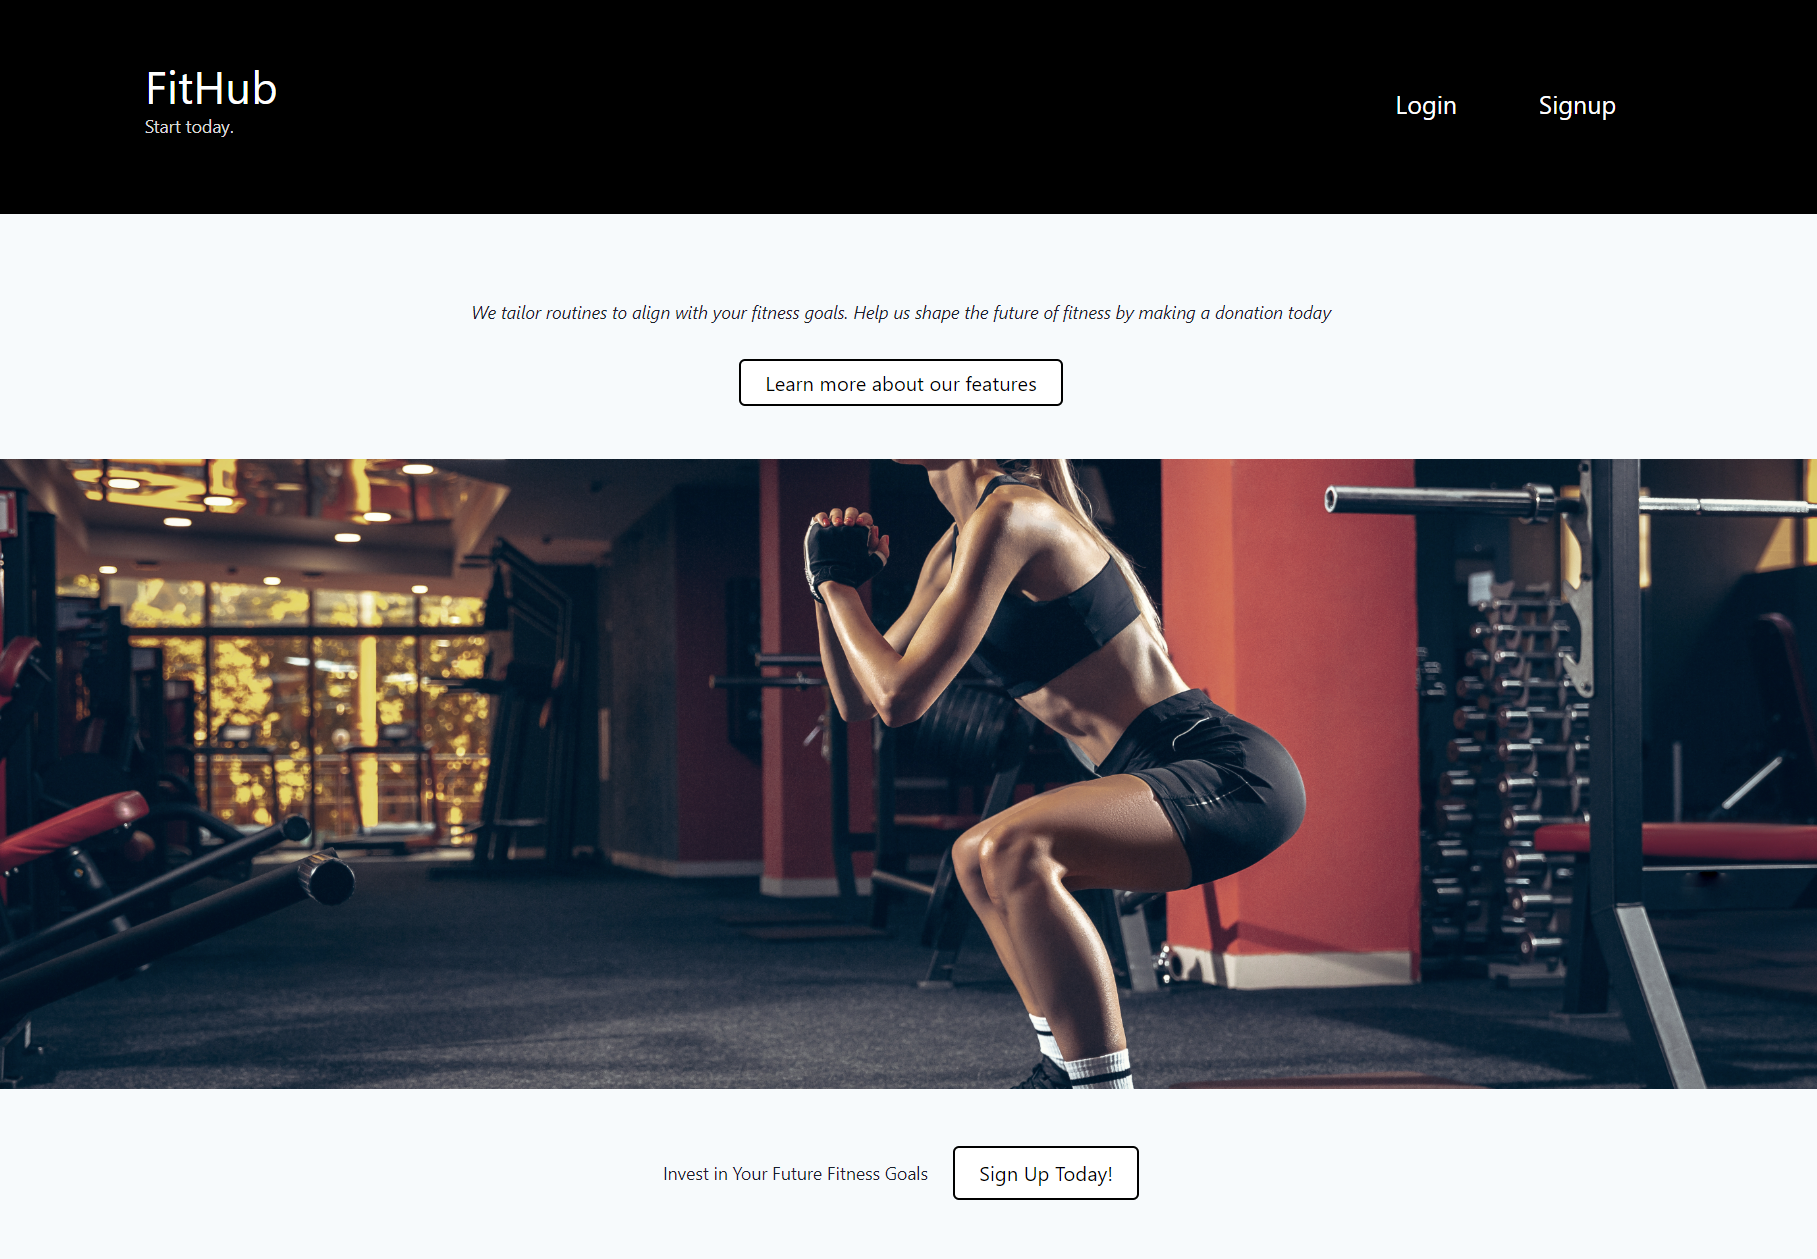 FitHub
Start today.
Login
Signup
We tailor routines to align with your fitness goals. Help us shape the future of fitness by making a donation today
Learn more about our features
Invest in Your Future Fitness Goals
Sign Up Today!